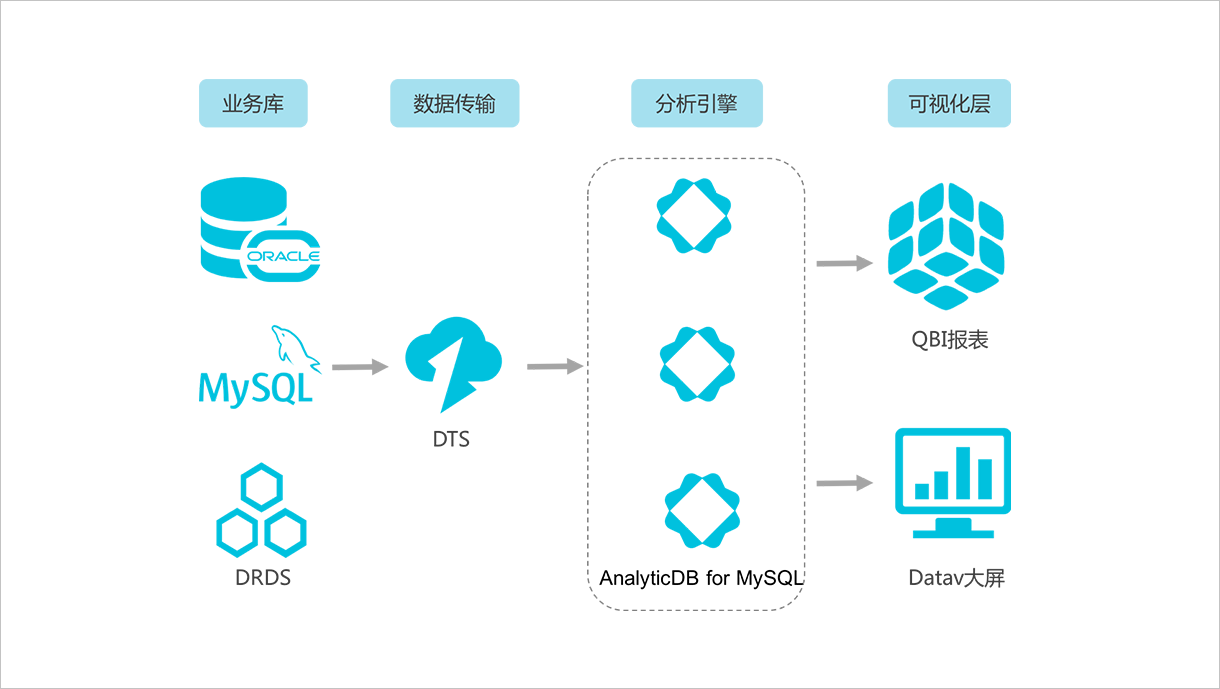 业务库
数据传输
分析引擎
可视化层
ORACLE
MySQL
DTS
DRDS
AnalyticDB for MySQL
QBI报表
Datav大屏